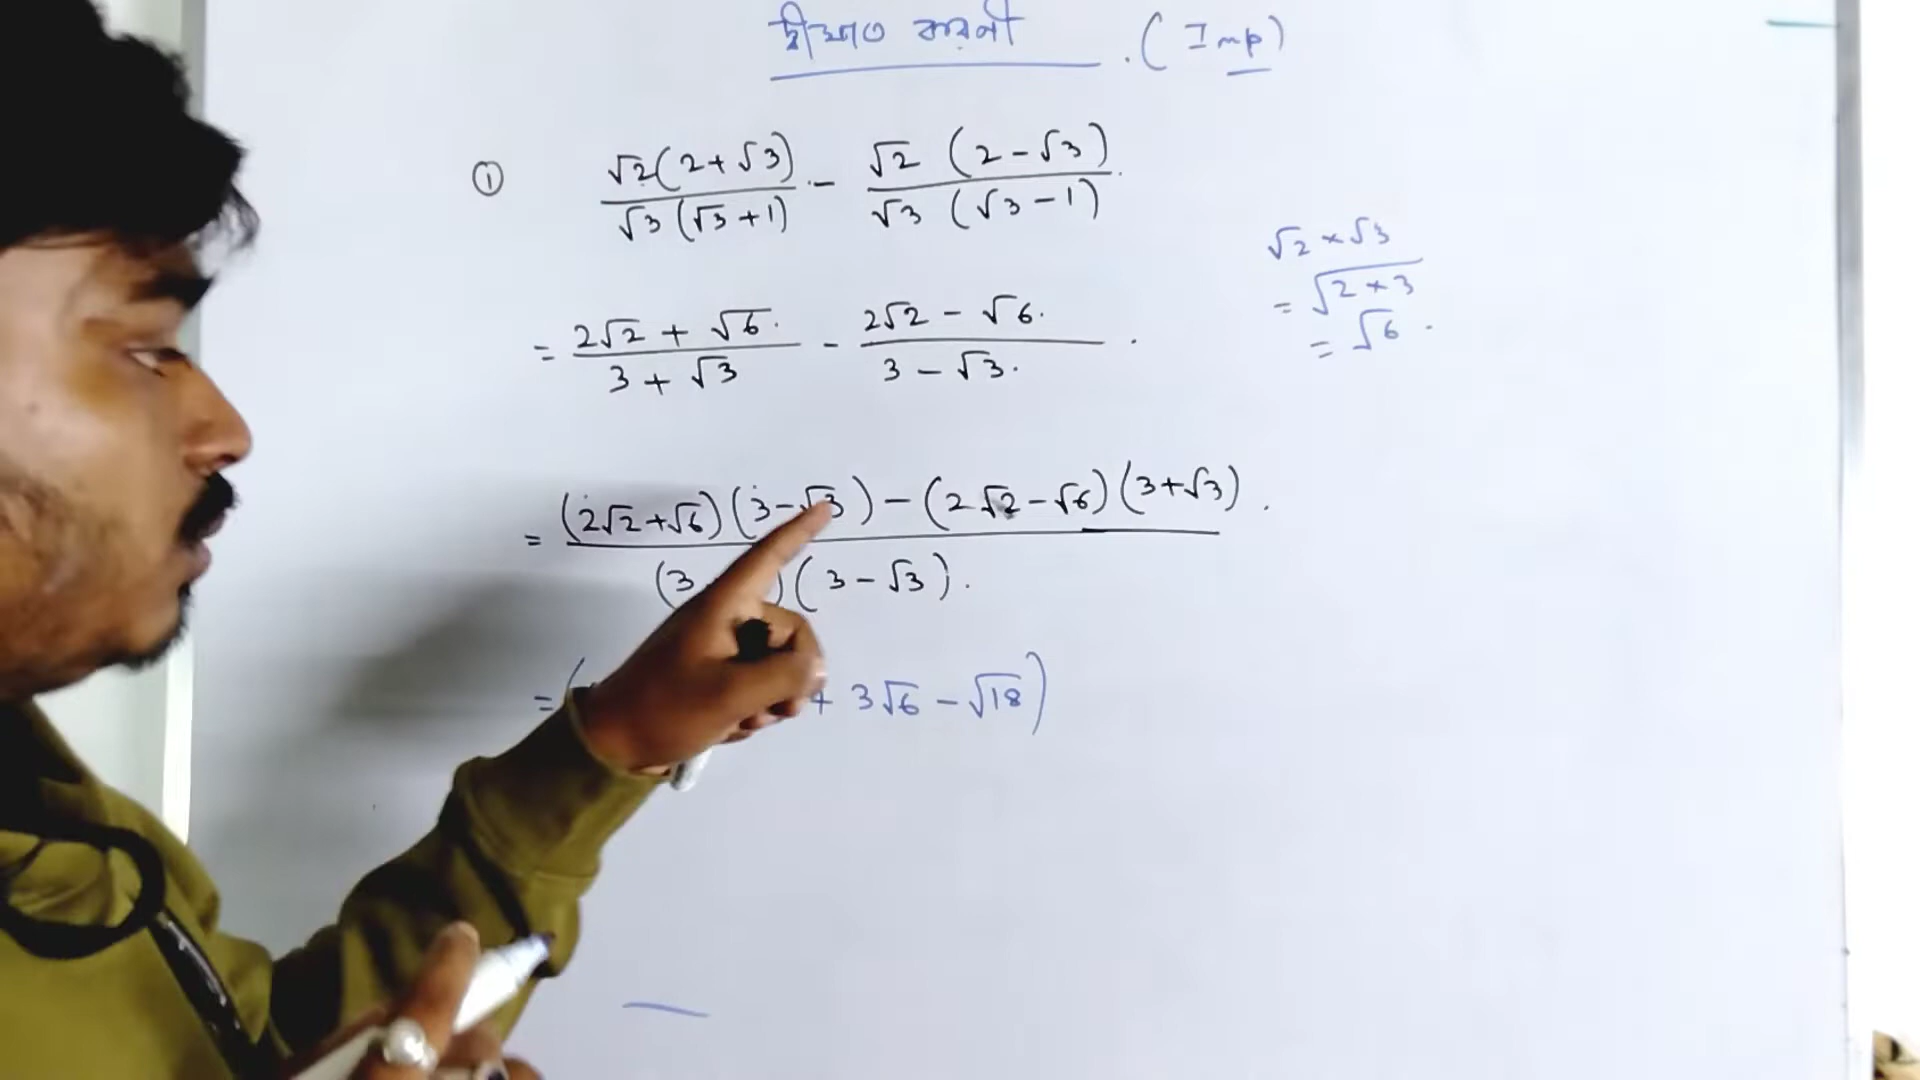 দ্বীঘাত করণী . (Imp)
① √2(2+√3)/√3(√3+1) - √2 (2-√3)/√3 (√3-1) .
√2 × √3
= √2×3
= √6 .
= 2√2 + √6 ./3 + √3 - 2√2 - √6 ./3 - √3 . .
= (2√2+√6)(3-√3) - (2√2-√6)(3+√3) ./(3 )(3-√3) .
= ( + 3√6 - √18)